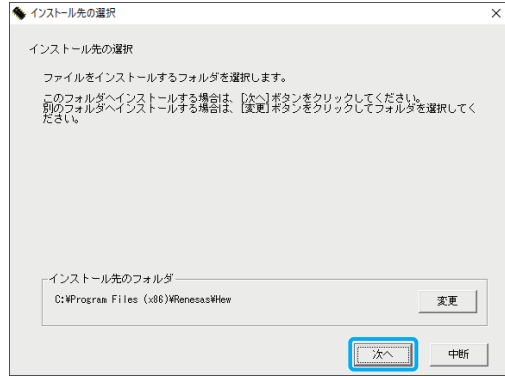 インストール先の選択
インストール先の選択
ファイルをインストールするフォルダを選択します。
このフォルダへインストールする場合は、[次へ]ボタンをクリックしてください。
別のフォルダへインストールする場合は、[変更]ボタンをクリックしてフォルダを選択してく
ださい。
インストール先のフォルダ
C:¥Program Files (x86)¥Renesas¥Hew
変更
次へ
中断